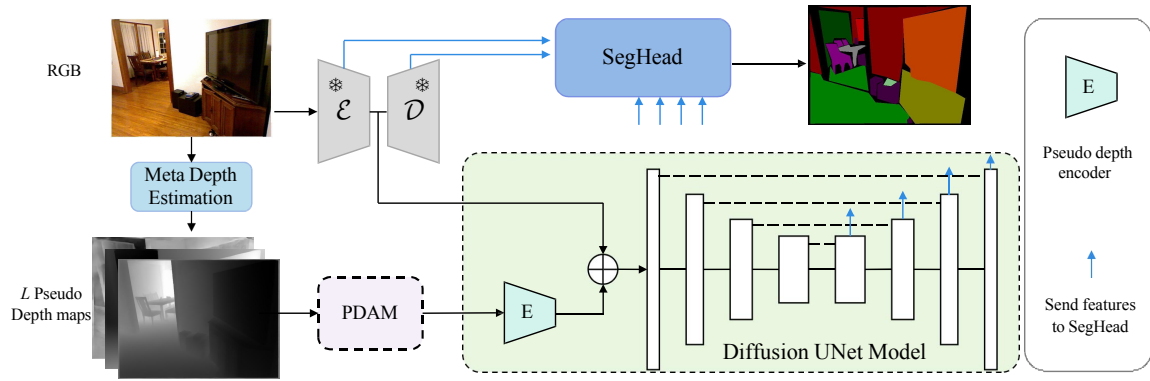 RGB
Meta Depth
Estimation
L Pseudo
Depth maps
ℰ
𝒟
SegHead
PDAM
E
Diffusion UNet Model
E
Pseudo depth
encoder
Send features
to SegHead